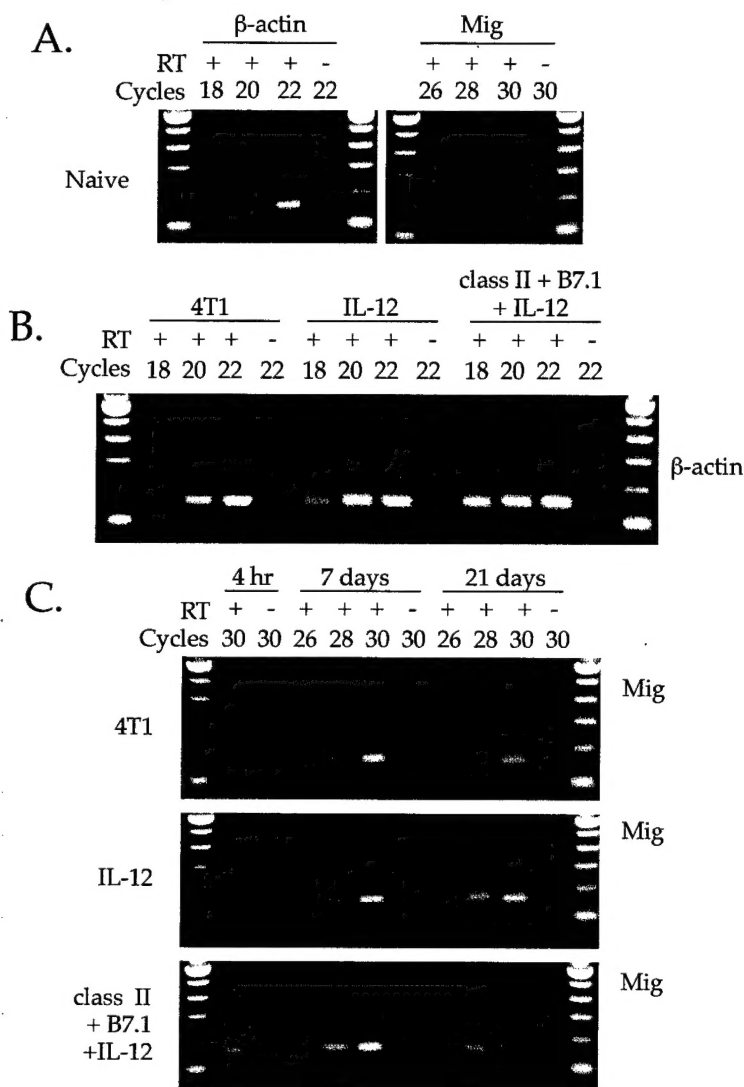 A.
β-actin Mig
RT + + + - + + + -
Cycles 18 20 22 22 26 28 30 30
Naive
B.
class II + B7.1
4T1 IL-12 + IL-12
RT + + + - + + + - + + + -
Cycles 18 20 22 22 18 20 22 22 18 20 22 22
β-actin
C.
4 hr 7 days 21 days
RT + - + + + - + + + -
Cycles 30 30 26 28 30 30 26 28 30 30
Mig
4T1
Mig
IL-12
Mig
class II
+ B7.1
+IL-12